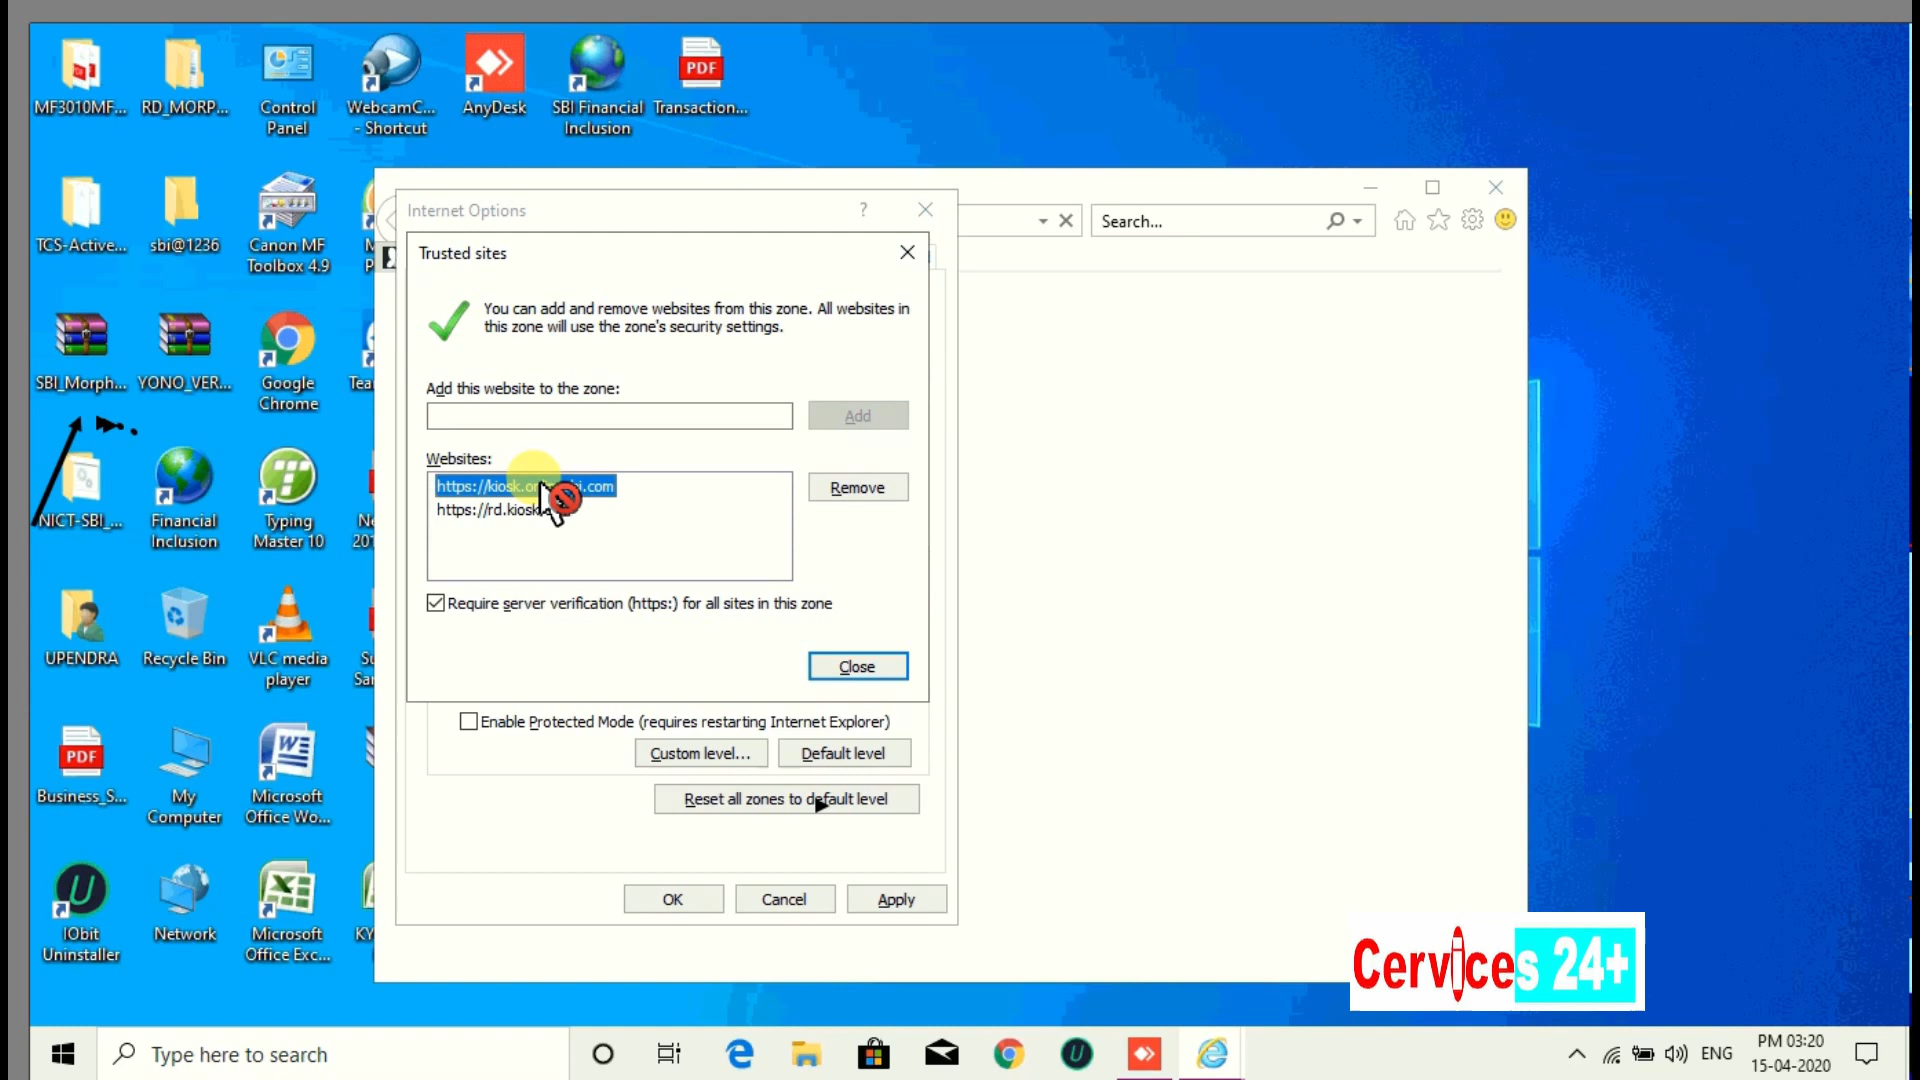 MF3010MF...
RD_MORP...
Control
Panel
WebcamC...
- Shortcut
AnyDesk
SBI Financial
Inclusion
PDF
Transaction...
TCS-Active...
sbi@1236
Canon MF
Toolbox 4.9
SBI_Morph...
YONO_VER...
Google
Chrome
NICT-SBI_...
Financial
Inclusion
Typing
Master 10
UPENDRA
Recycle Bin
VLC media
player
PDF
Business_S...
My
Computer
Microsoft
Office Wo...
IObit
Uninstaller
Network
Microsoft
Office Exc...
Search...
Internet Options
?
Trusted sites
You can add and remove websites from this zone. All websites in
this zone will use the zone's security settings.
Add this website to the zone:
Add
Websites:
Remove
Require server verification (https:) for all sites in this zone
Close
Enable Protected Mode (requires restarting Internet Explorer)
Custom level...
Default level
Reset all zones to default level
OK
Cancel
Apply
Cervices 24+
Type here to search
ENG
PM 03:20
15-04-2020